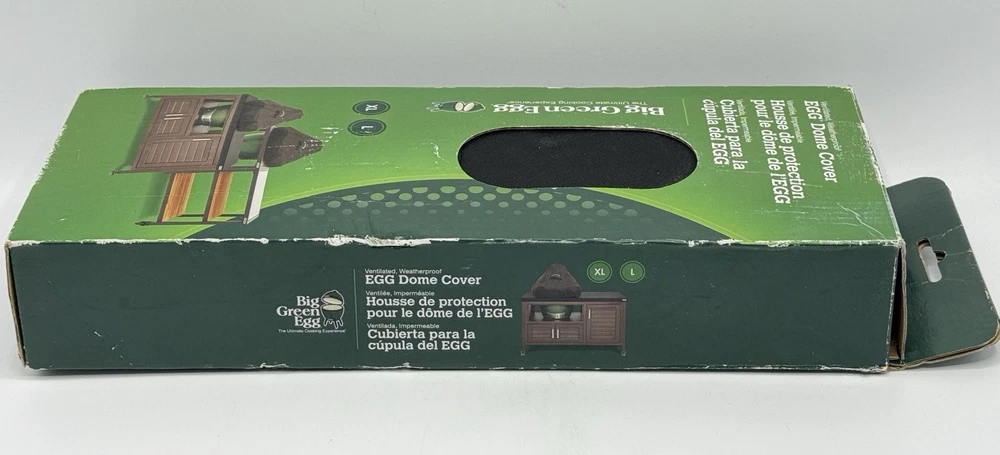 Big Green Egg
The Ultimate Cooking Experience®
XL
L
Ventilated, Weatherproof
EGG Dome Cover
Ventilée, Imperméable
Housse de protection
pour le dôme de l'EGG
Ventilada, Impermeable
Cubierta para la
cúpula del EGG
Big
Green
Egg
The Ultimate Cooking Experience®
Ventilated, Weatherproof
EGG Dome Cover
Ventilée, Imperméable
Housse de protection
pour le dôme de l'EGG
Ventilada, Impermeable
Cubierta para la
cúpula del EGG
XL
L